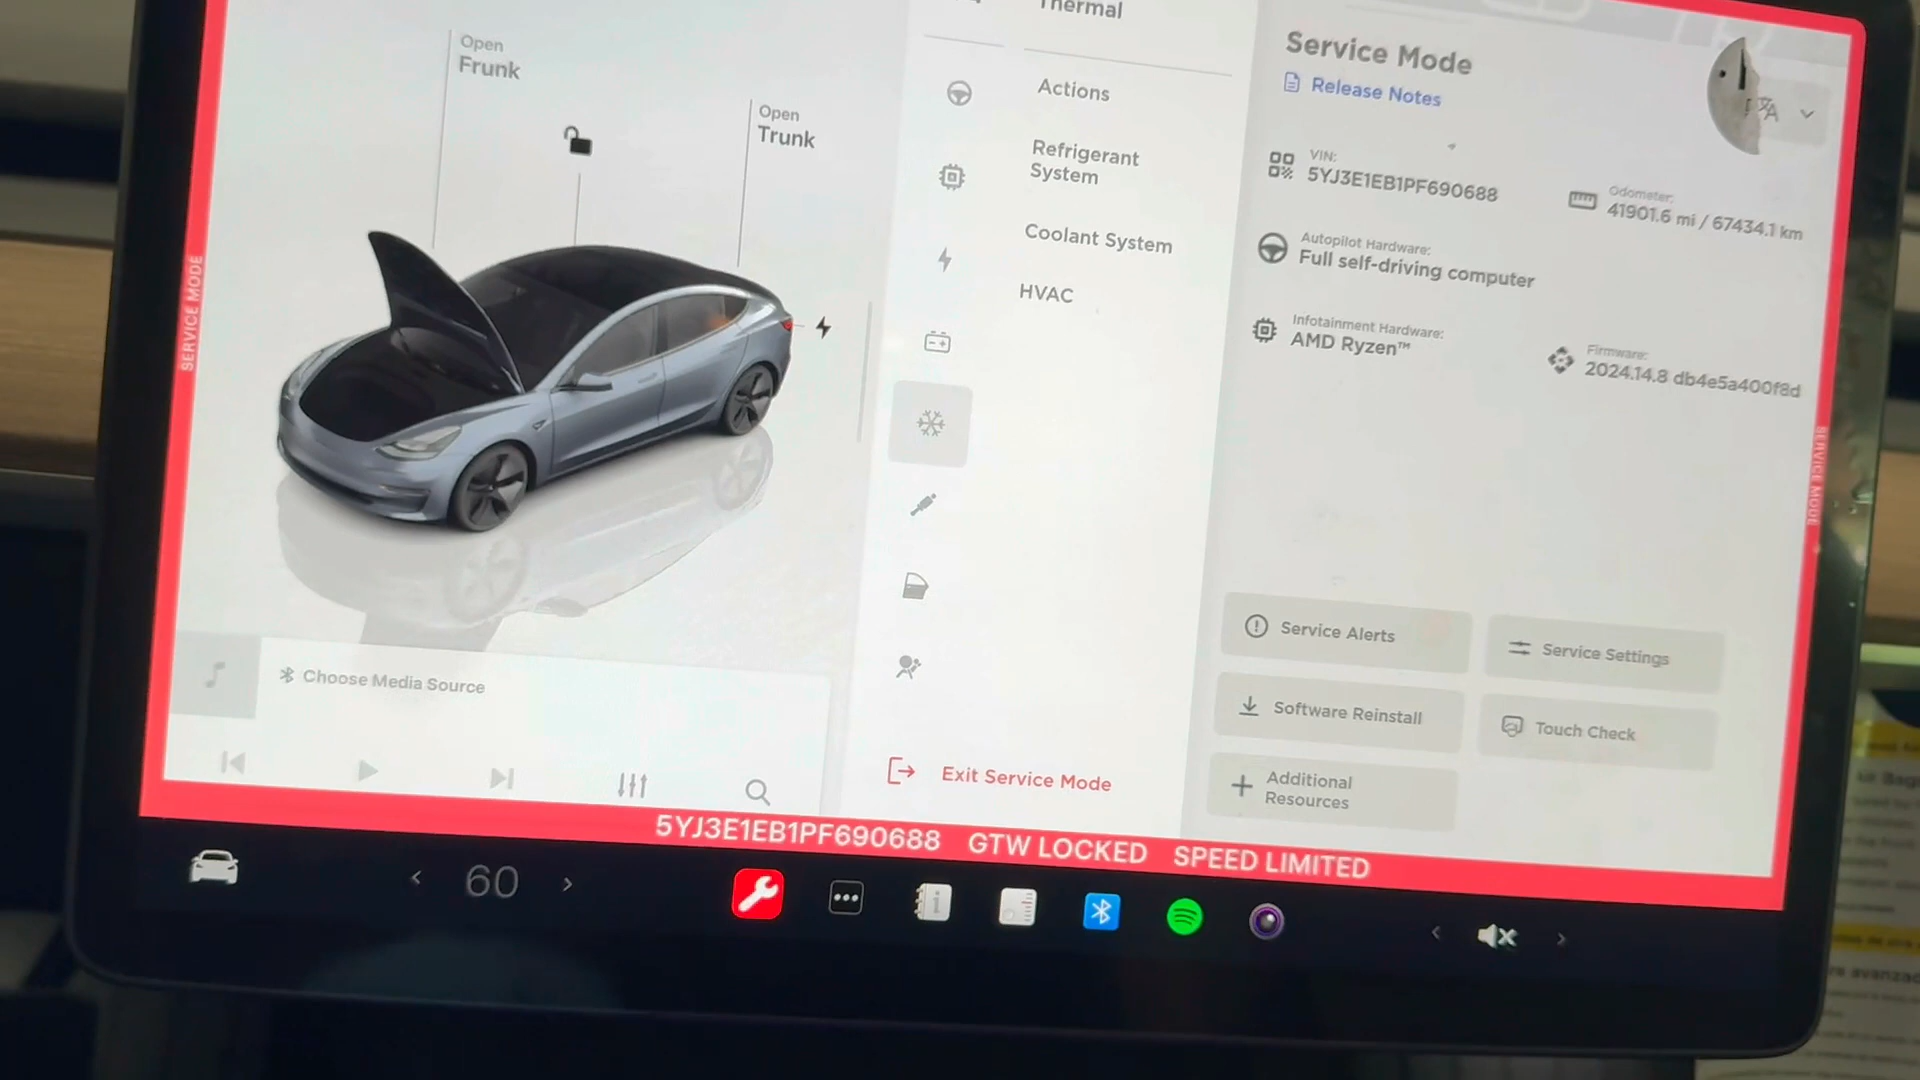 Open
Frunk
Open
Trunk
SERVICE MODE
Choose Media Source
Thermal
Actions
Refrigerant
System
Coolant System
HVAC
Exit Service Mode
Service Mode
Release Notes
VIN:
5YJ3E1EB1PF690688
Odometer:
41901.6 mi / 67434.1 km
Autopilot Hardware:
Full self-driving computer
Infotainment Hardware:
AMD Ryzen™
Firmware:
2024.14.8 db4e5a400f8d
Service Alerts
Service Settings
Software Reinstall
Touch Check
Additional
Resources
SERVICE MODE
5YJ3E1EB1PF690688 GTW LOCKED SPEED LIMITED
60